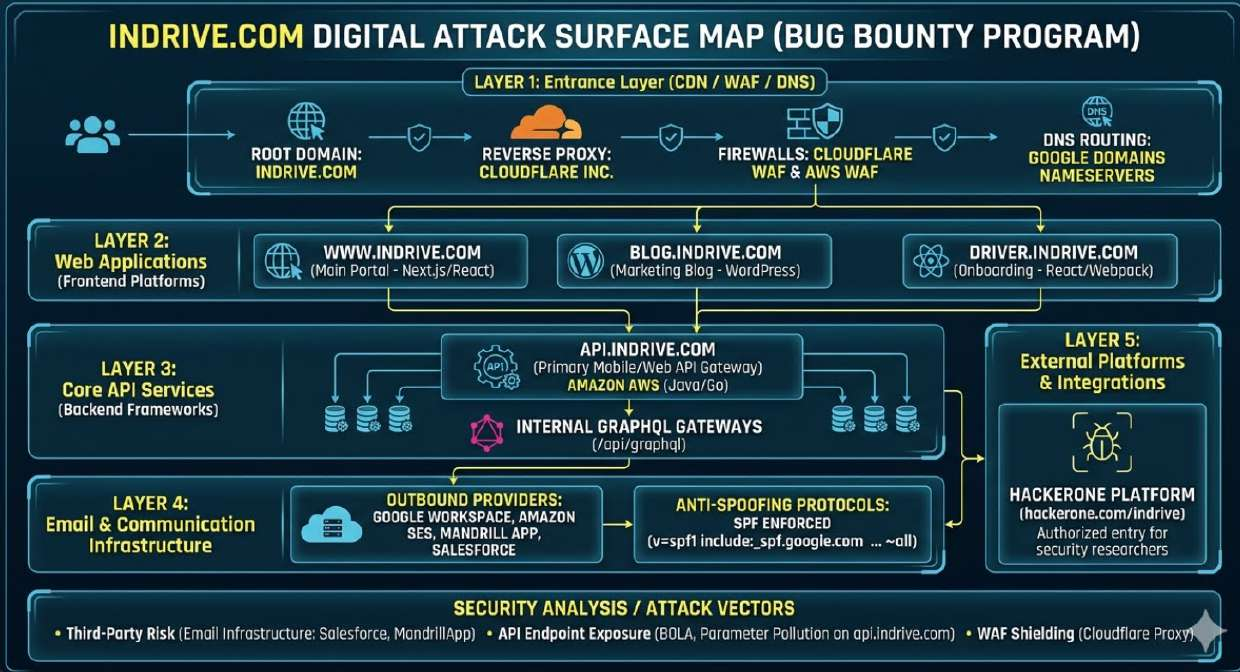 INDRIVE.COM DIGITAL ATTACK SURFACE MAP (BUG BOUNTY PROGRAM)
LAYER 1: Entrance Layer (CDN / WAF / DNS)
ROOT DOMAIN:
INDRIVE.COM
REVERSE PROXY:
CLOUDFLARE INC.
FIREWALLS: CLOUDFLARE
WAF & AWS WAF
DNS
DNS ROUTING:
GOOGLE DOMAINS
NAMESERVERS
LAYER 2:
Web Applications
(Frontend Platforms)
WWW.INDRIVE.COM
(Main Portal - Next.js/React)
BLOG.INDRIVE.COM
(Marketing Blog - WordPress)
DRIVER.INDRIVE.COM
(Onboarding - React/Webpack)
LAYER 3:
Core API Services
(Backend Frameworks)
API
API.INDRIVE.COM
(Primary Mobile/Web API Gateway)
AMAZON AWS (Java/Go)
INTERNAL GRAPHQL GATEWAYS
(/api/graphql)
LAYER 4:
Email & Communication
Infrastructure
OUTBOUND PROVIDERS:
GOOGLE WORKSPACE, AMAZON
SES, MANDRILL APP,
SALESFORCE
ANTI-SPOOFING PROTOCOLS:
SPF ENFORCED
(v=spf1 include:_spf.google.com ... ~all)
LAYER 5:
External Platforms
& Integrations
HACKERONE PLATFORM
(hackerone.com/indrive)
Authorized entry for
security researchers
SECURITY ANALYSIS / ATTACK VECTORS
• Third-Party Risk (Email Infrastructure: Salesforce, MandrillApp) • API Endpoint Exposure (BOLA, Parameter Pollution on api.indrive.com) • WAF Shielding (Cloudflare Proxy)